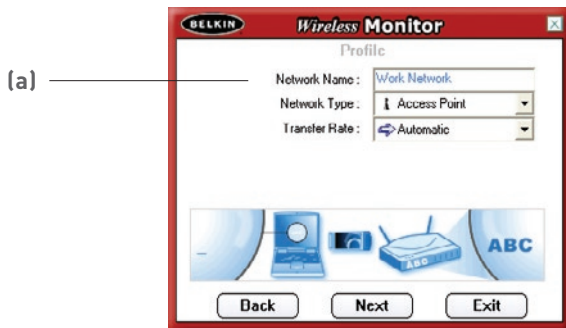 BELKIN Wireless Monitor X
Profile
(a) Network Name : Work Network
Network Type : Access Point
Transfer Rate : Automatic
ABC ABC
Back Next Exit